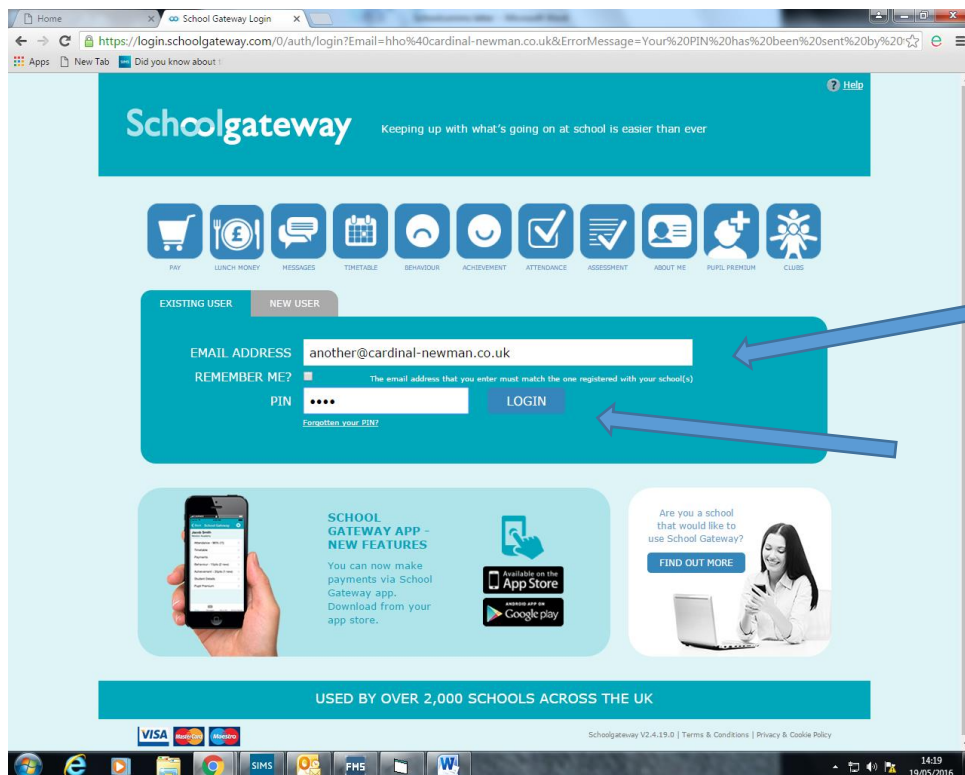 Home
School Gateway Login
https://login.schoolgateway.com/0/auth/login?Email=hho%40cardinal-newman.co.uk&ErrorMessage=Your%20PIN%20has%20been%20sent%20by%20
Apps New Tab Did you know about
Help
Schoolgateway Keeping up with what's going on at school is easier than ever
PAY LUNCH MONEY MESSAGES TIMETABLE BEHAVIOUR ACHIEVEMENT ATTENDANCE ASSESSMENT ABOUT ME PUPIL PREMIUM CLUBS
EXISTING USER NEW USER
EMAIL ADDRESS another@cardinal-newman.co.uk
REMEMBER ME? The email address that you enter must match the one registered with your school(s)
PIN •••• LOGIN
Forgotten your PIN?
SCHOOL
GATEWAY APP -
NEW FEATURES
You can now make
payments via School
Gateway app.
Download from your
app store.
Available on the
App Store
ANDROID APP ON
Google play
Are you a school
that would like to
use School Gateway?
FIND OUT MORE
USED BY OVER 2,000 SCHOOLS ACROSS THE UK
VISA MasterCard Maestro
Schoolgateway V2.4.19.0 | Terms & Conditions | Privacy & Cookie Policy
SIMS FMS
14:19
19/05/2016